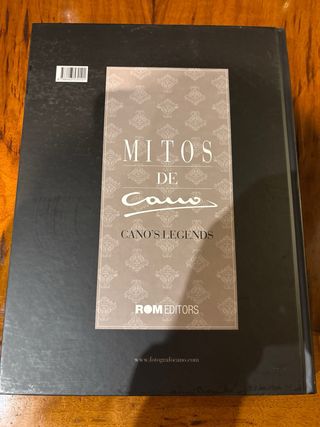 MITOS
DE
Cano
CANO'S LEGENDS
ROM EDITORS
www.fotografocano.com